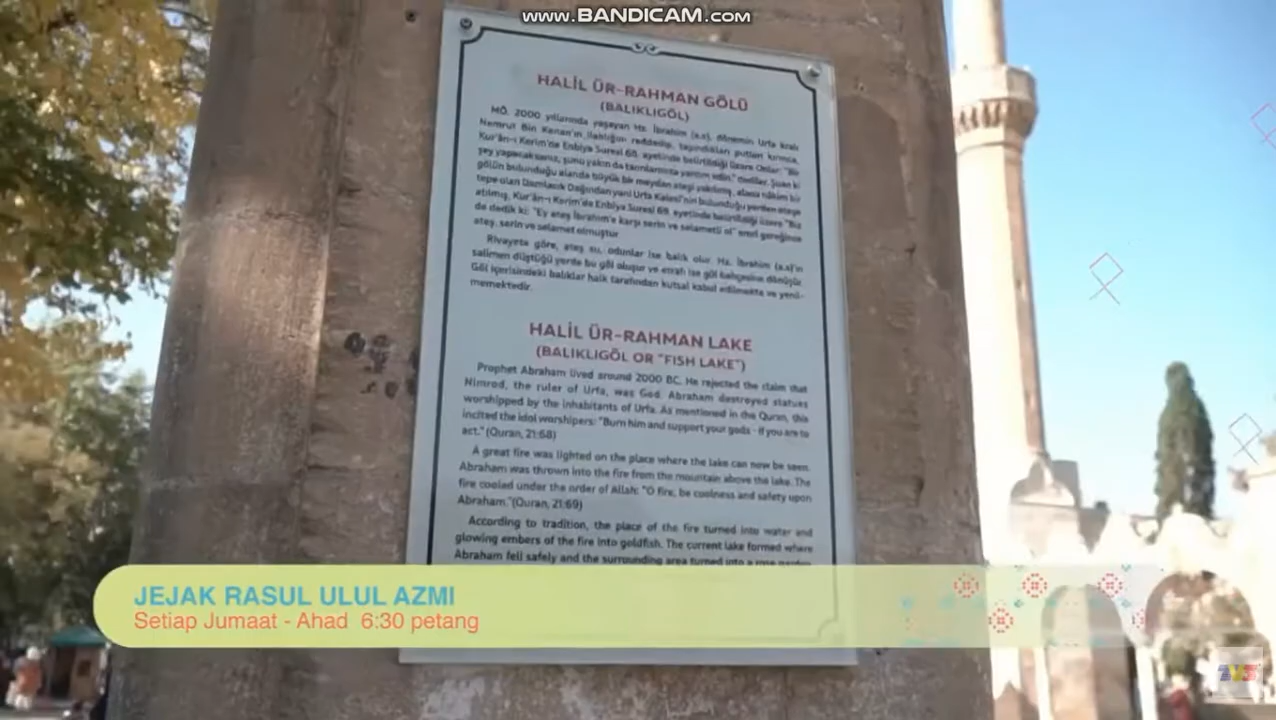 www.BANDICAM.com
HALİL ÜR-RAHMAN GÖLÜ
(BALIKLIGÖL)
MÖ. 2000 yıllarında yaşayan Hz. İbrahim (a.s), dönemin Urfa kralı
Nemrut Bin Kenan'ın ilahlığını reddedip, taptıkları putları kırınca,
Kur'ân-ı Kerim'de Enbiya Suresi 68. ayetinde belirtildiği üzere Onlar: "Bir
şey yapacaksanız, şunu yakın da tanrılarınıza yardım edin." dediler. Şuan ki
gölün bulunduğu alanda büyük bir meydan ateşi yakılmış, alana hâkim bir
tepe olan Damlacık Dağından yani Urfa Kalesi'nin bulunduğu yerden ateşe
atılmış, Kur'ân-ı Kerim'de Enbiya Suresi 69. ayetinde belirtildiği üzere "Biz
de dedik ki: "Ey ateş İbrahim'e karşı serin ve selametli ol" emri gereğince
ateş, serin ve selamet olmuştur.
Rivayete göre, ateş su, odunlar ise balık olur. Hz. İbrahim (a.s)'ın
salimen düştüğü yerde bu göl oluşur ve etrafı ise gül bahçesine dönüşür.
Göl içerisindeki balıklar halk tarafından kutsal kabul edilmekte ve yenil-
memektedir.
HALİL ÜR-RAHMAN LAKE
(BALIKLIGÖL OR "FISH LAKE")
Prophet Abraham lived around 2000 BC. He rejected the claim that
Nimrod, the ruler of Urfa, was God. Abraham destroyed statues
worshipped by the inhabitants of Urfa. As mentioned in the Quran, this
incited the idol worshipers: "Burn him and support your gods - if you are to
act." (Quran, 21:68)
A great fire was lighted on the place where the lake can now be seen.
Abraham was thrown into the fire from the mountain above the lake. The
fire cooled under the order of Allah: "O fire, be coolness and safety upon
Abraham."(Quran, 21:69)
According to tradition, the place of the fire turned into water and
glowing embers of the fire into goldfish. The current lake formed where
Abraham fell safely and the surrounding area turned into a rose garden
JEJAK RASUL ULUL AZMI
Setiap Jumaat - Ahad 6:30 petang